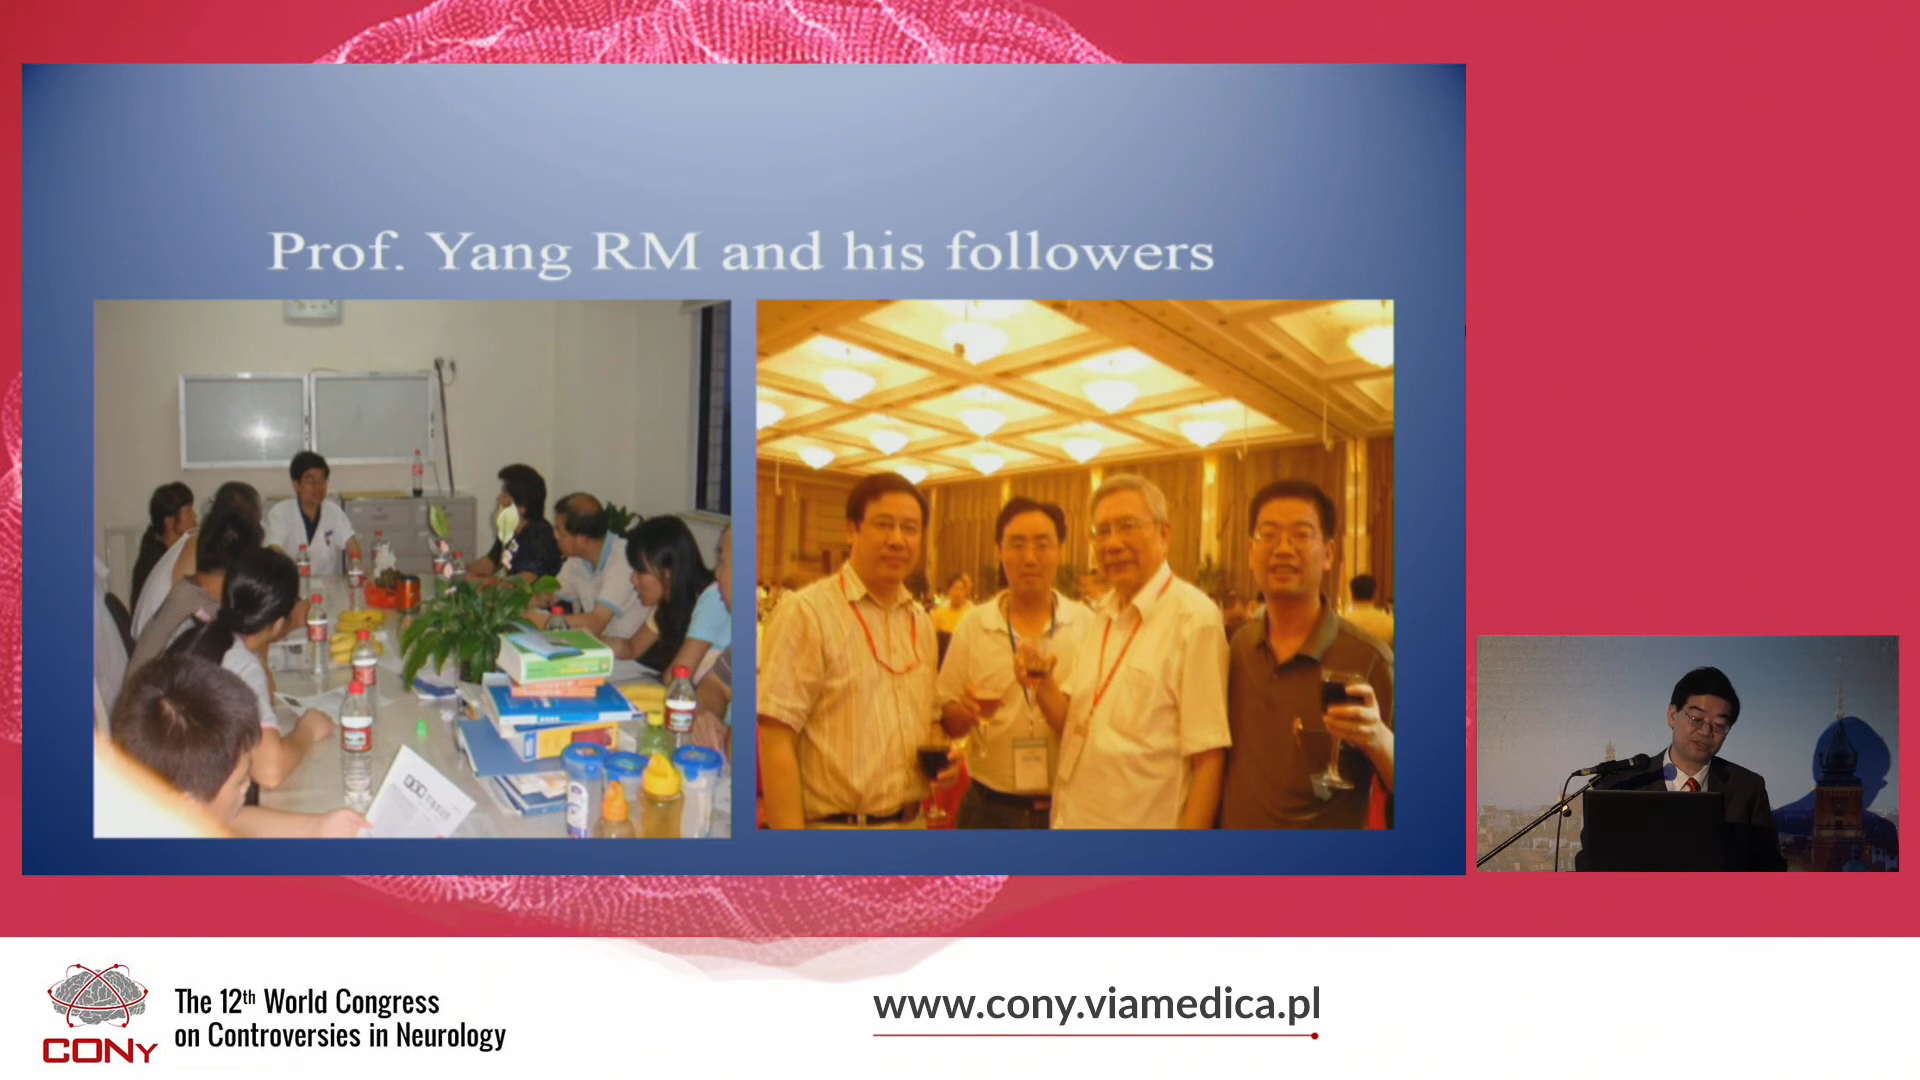 Prof. Yang RM and his followers
The 12th World Congress
on Controversies in Neurology
CONy
www.cony.viamedica.pl